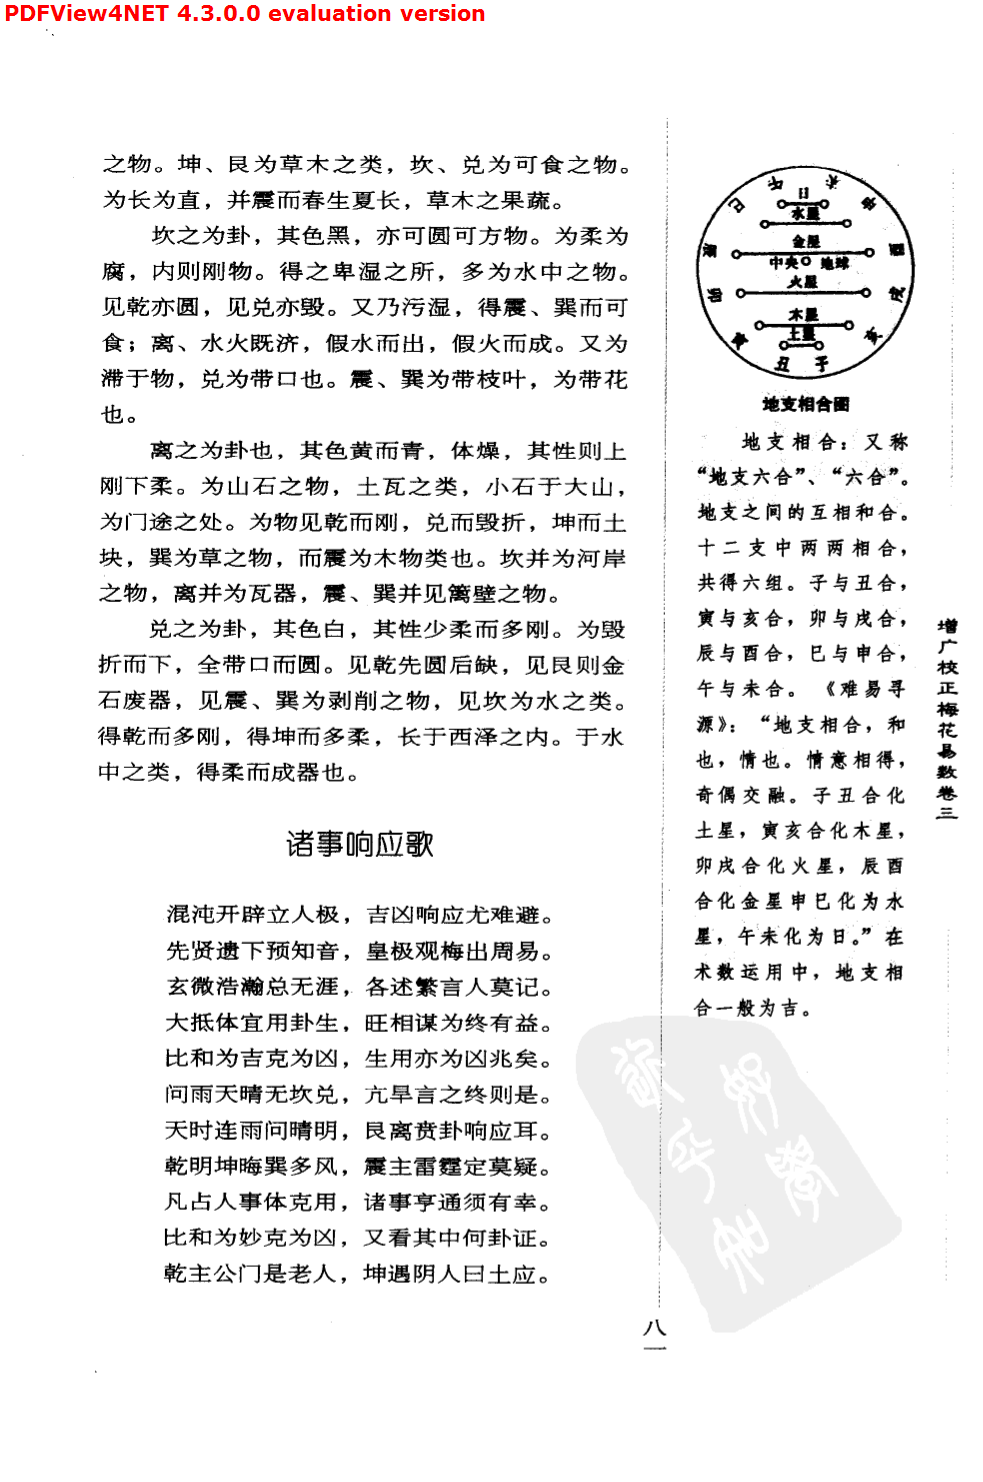 PDFView4NET 4.3.0.0 evaluation version
之物。坤、艮为草木之类，坎、兑为可食之物。
为长为直，并震而春生夏长，草木之果蔬。
坎之为卦，其色黑，亦可圆可方物。为柔为
腐，内则刚物。得之卑湿之所，多为水中之物。
见乾亦圆，见兑亦毁。又乃污湿，得震、巽而可
食；离、水火既济，假水而出，假火而成。又为
滞于物，兑为带口也。震、巽为带枝叶，为带花
也。
离之为卦也，其色黄而青，体燥，其性则上
刚下柔。为山石之物，土瓦之类，小石于大山，
为门途之处。为物见乾而刚，兑而毁折，坤而土
块，巽为草之物，而震为木物类也。坎并为河岸
之物，离并为瓦器，震、巽并见篱壁之物。
兑之为卦，其色白，其性少柔而多刚。为毁
折而下，全带口而圆。见乾先圆后缺，见艮则金
石废器，见震、巽为剥削之物，见坎为水之类。
得乾而多刚，得坤而多柔，长于西泽之内。于水
中之类，得柔而成器也。
诸事响应歌
混沌开辟立人极，吉凶响应尤难避。
先贤遗下预知音，皇极观梅出周易。
玄微浩瀚总无涯，各述繁言人莫记。
大抵体宜用卦生，旺相谋为终有益。
比和为吉克为凶，生用亦为凶兆矣。
问雨天晴无坎兑，亢旱言之终则是。
天时连雨问晴明，艮离贲卦响应耳。
乾明坤晦巽多风，震主雷霆定莫疑。
凡占人事体克用，诸事亨通须有幸。
比和为妙克为凶，又看其中何卦证。
乾主公门是老人，坤遇阴人曰土应。
午 未
巳 日 申
水星
辰 金星 酉
中央 地球
卯 火星 戌
木星
寅 土星 亥
丑 子
地支相合图
地支相合：又称
“地支六合”、“六合”。
地支之间的互相和合。
十二支中两两相合，
共得六组。子与丑合，
寅与亥合，卯与戌合，
辰与酉合，巳与申合，
午与未合。《难易寻
源》：“地支相合，和
也，情也。情意相得，
奇偶交融。子丑合化
土星，寅亥合化木星，
卯戌合化火星，辰酉
合化金星申巳化为水
星，午未化为日。”在
术数运用中，地支相
合一般为吉。
增广校正梅花易数卷三
八一